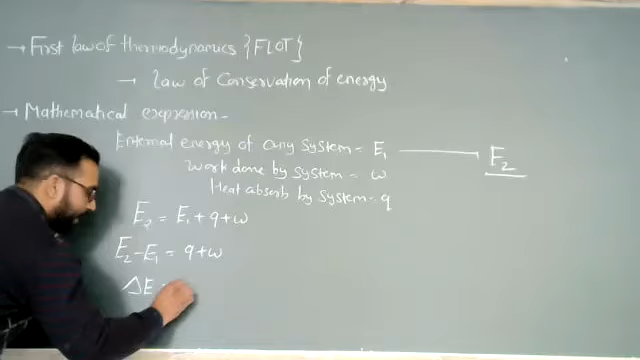 → First law of thermodynamics {FLOT}
→ Law of Conservation of energy
→ Mathematical expression -
Enternal energy of any System = E₁ ⟶ E₂
Work done by System = w
Heat absorb by System = q
E₂ = E₁ + q + w
E₂ - E₁ = q + w
ΔE =